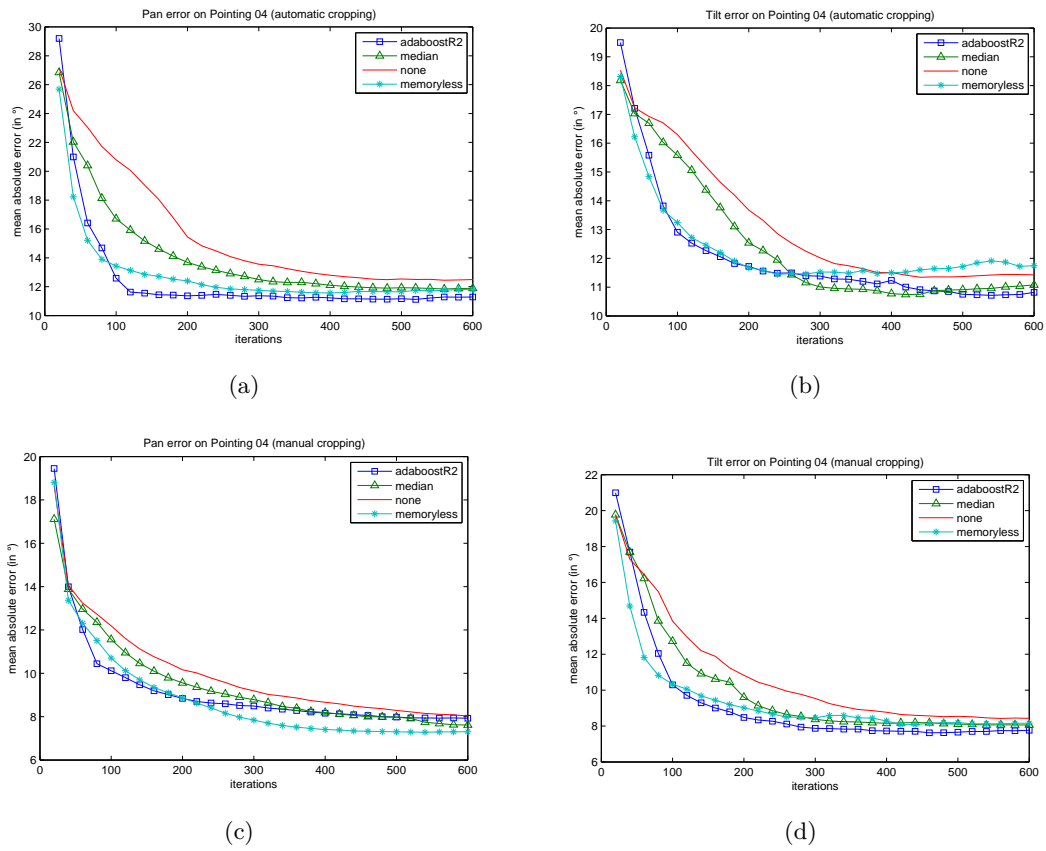 Pan error on Pointing 04 (automatic cropping)
30
28
26
24
22
20
18
16
14
12
10
0
100
200
300
400
500
600
mean absolute error (in °)
iterations
adaboostR2
median
none
memoryless
(a)
Tilt error on Pointing 04 (automatic cropping)
20
19
18
17
16
15
14
13
12
11
10
0
100
200
300
400
500
600
mean absolute error (in °)
iterations
adaboostR2
median
none
memoryless
(b)
Pan error on Pointing 04 (manual cropping)
20
18
16
14
12
10
8
6
0
100
200
300
400
500
600
mean absolute error (in °)
iterations
adaboostR2
median
none
memoryless
(c)
Tilt error on Pointing 04 (manual cropping)
22
20
18
16
14
12
10
8
6
0
100
200
300
400
500
600
mean absolute error (in °)
iterations
adaboostR2
median
none
memoryless
(d)